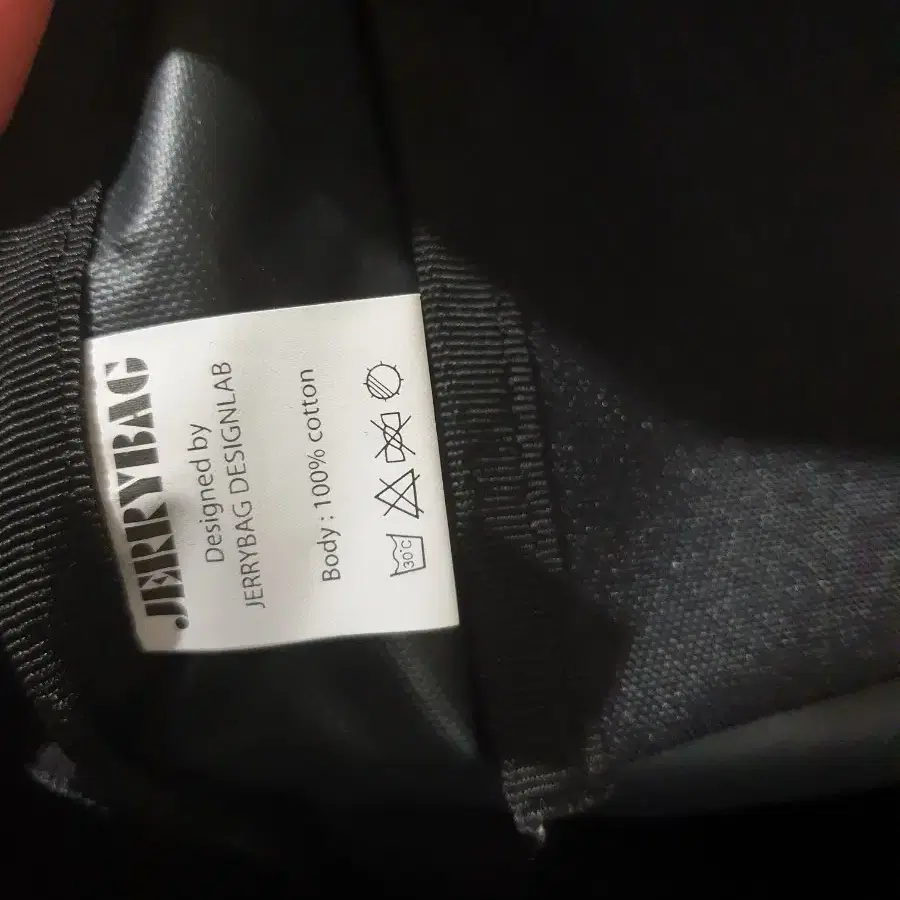 JERRYBAG
Designed by
JERRYBAG DESIGNLAB
Body : 100% cotton
30°C